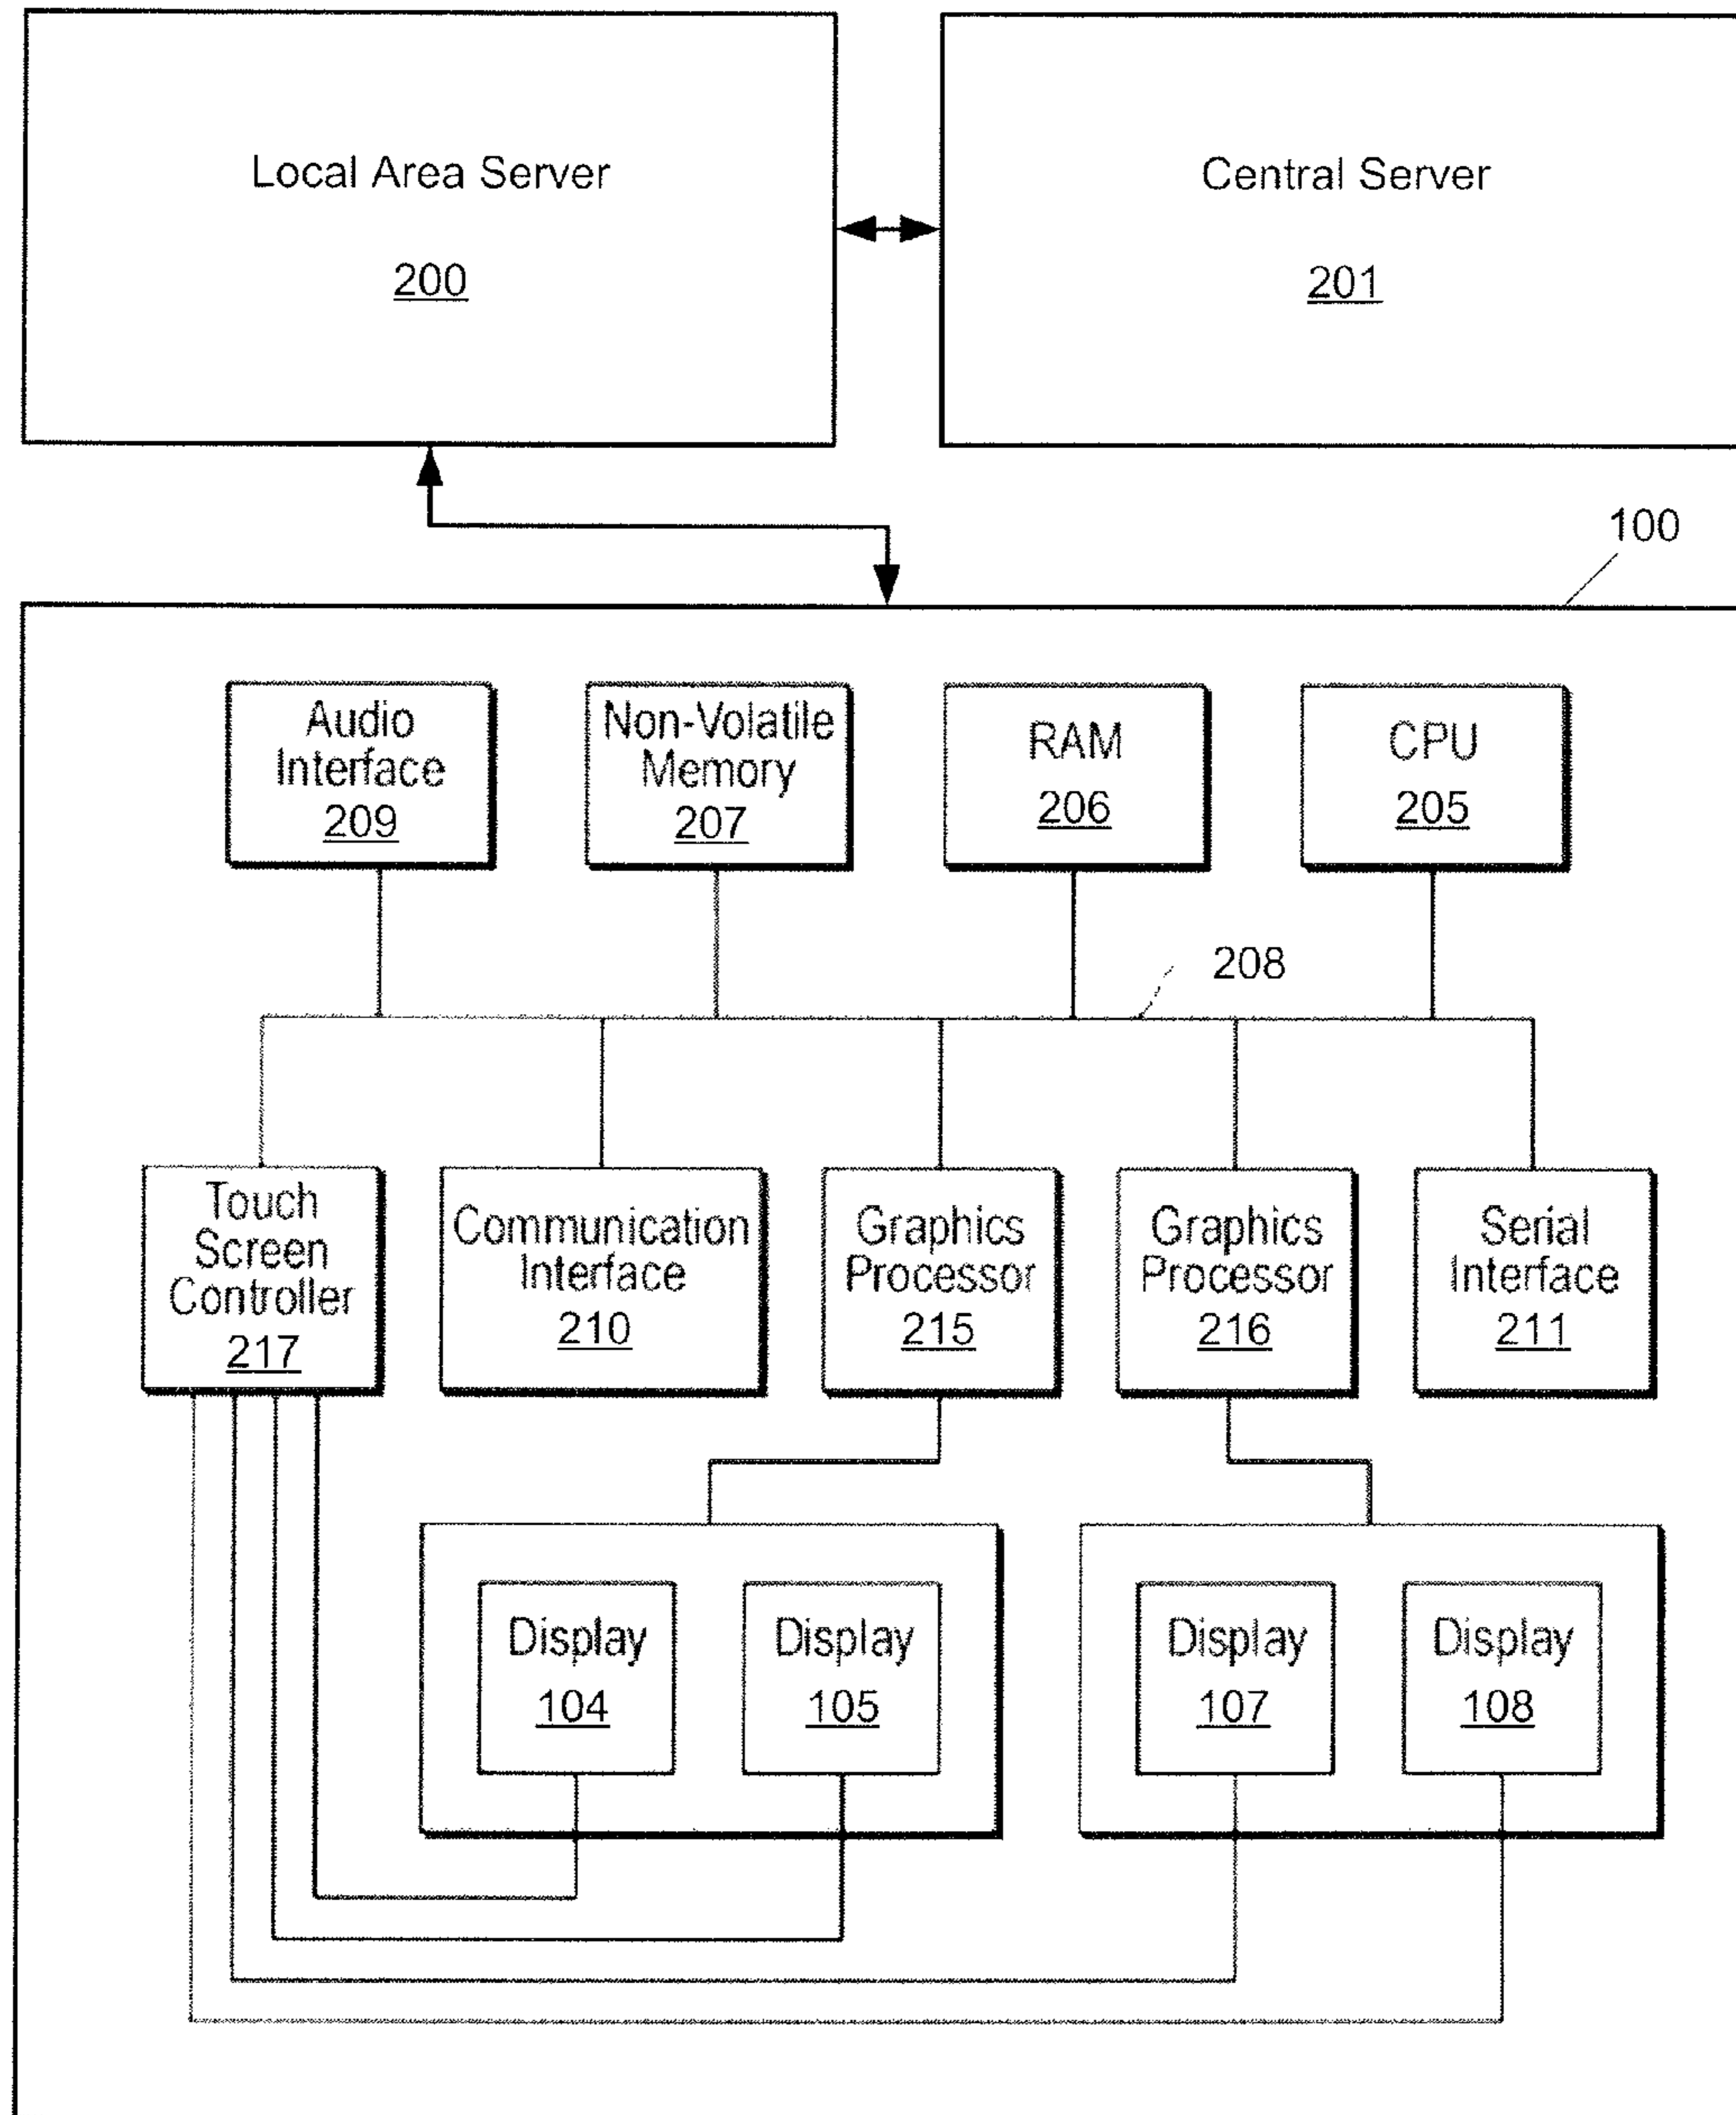 Local Area Server
200
Central Server
201
100
Audio
Interface
209
Non-Volatile
Memory
207
RAM
206
CPU
205
208
Touch
Screen
Controller
217
Communication
Interface
210
Graphics
Processor
215
Graphics
Processor
216
Serial
Interface
211
Display
104
Display
105
Display
107
Display
108